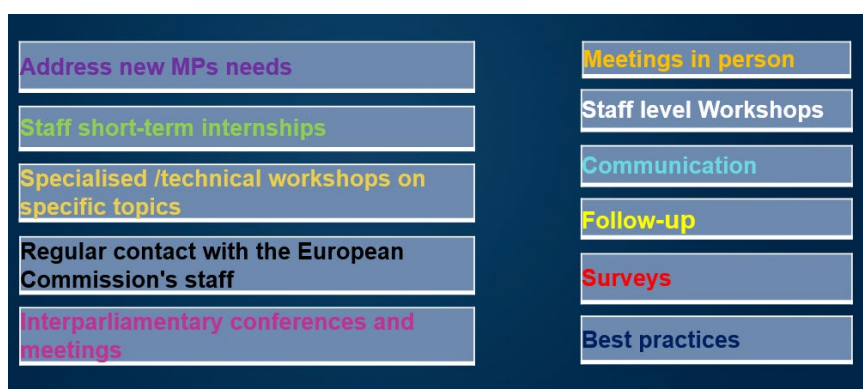 Address new MPs needs
Staff short-term internships
Specialised /technical workshops on
specific topics
Regular contact with the European
Commission's staff
Interparliamentary conferences and
meetings
Meetings in person
Staff level Workshops
Communication
Follow-up
Surveys
Best practices